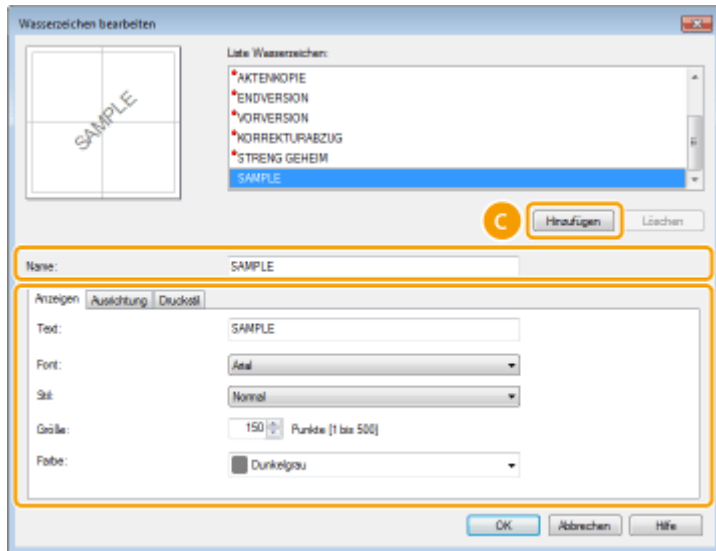 Wasserzeichen bearbeiten
SAMPLE
Liste Wasserzeichen:
*AKTENKOPIE
*ENDVERSION
*VORVERSION
*KORREKTURABZUG
*STRENG GEHEIM
SAMPLE
C Hinzufügen Löschen
Name: SAMPLE
Anzeigen Ausrichtung Druckstil
Text: SAMPLE
Font: Arial
Stil: Normal
Größe: 150 Punkte [1 bis 500]
Farbe: Dunkelgrau
OK Abbrechen Hilfe